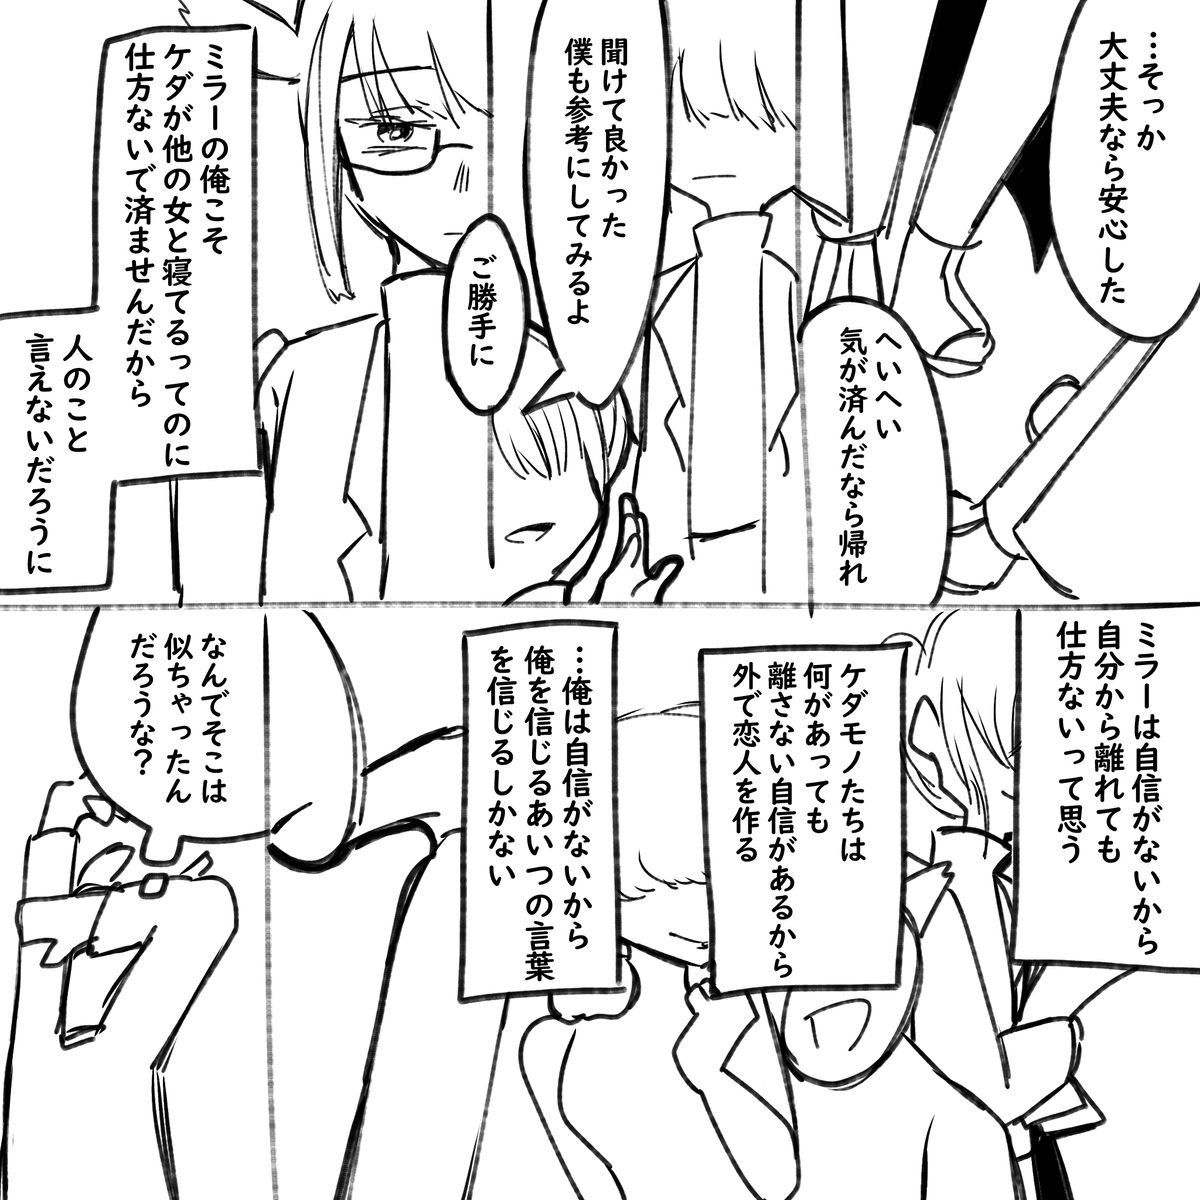 …そっか
大丈夫なら安心した
へいへい
気が済んだなら帰れ
聞けて良かった
僕も参考にしてみるよ
ご勝手に
ミラーの俺こそ
ケダが他の女と寝てるってのに
仕方ないで済ませんだから
人のこと
言えないだろうに
ミラーは自信がないから
自分から離れても
仕方ないって思う
ケダモノたちは
何があっても
離さない自信があるから
外で恋人を作る
…俺は自信がないから
俺を信じるあいつの言葉
を信じるしかない
なんでそこは
似ちゃったん
だろうな?